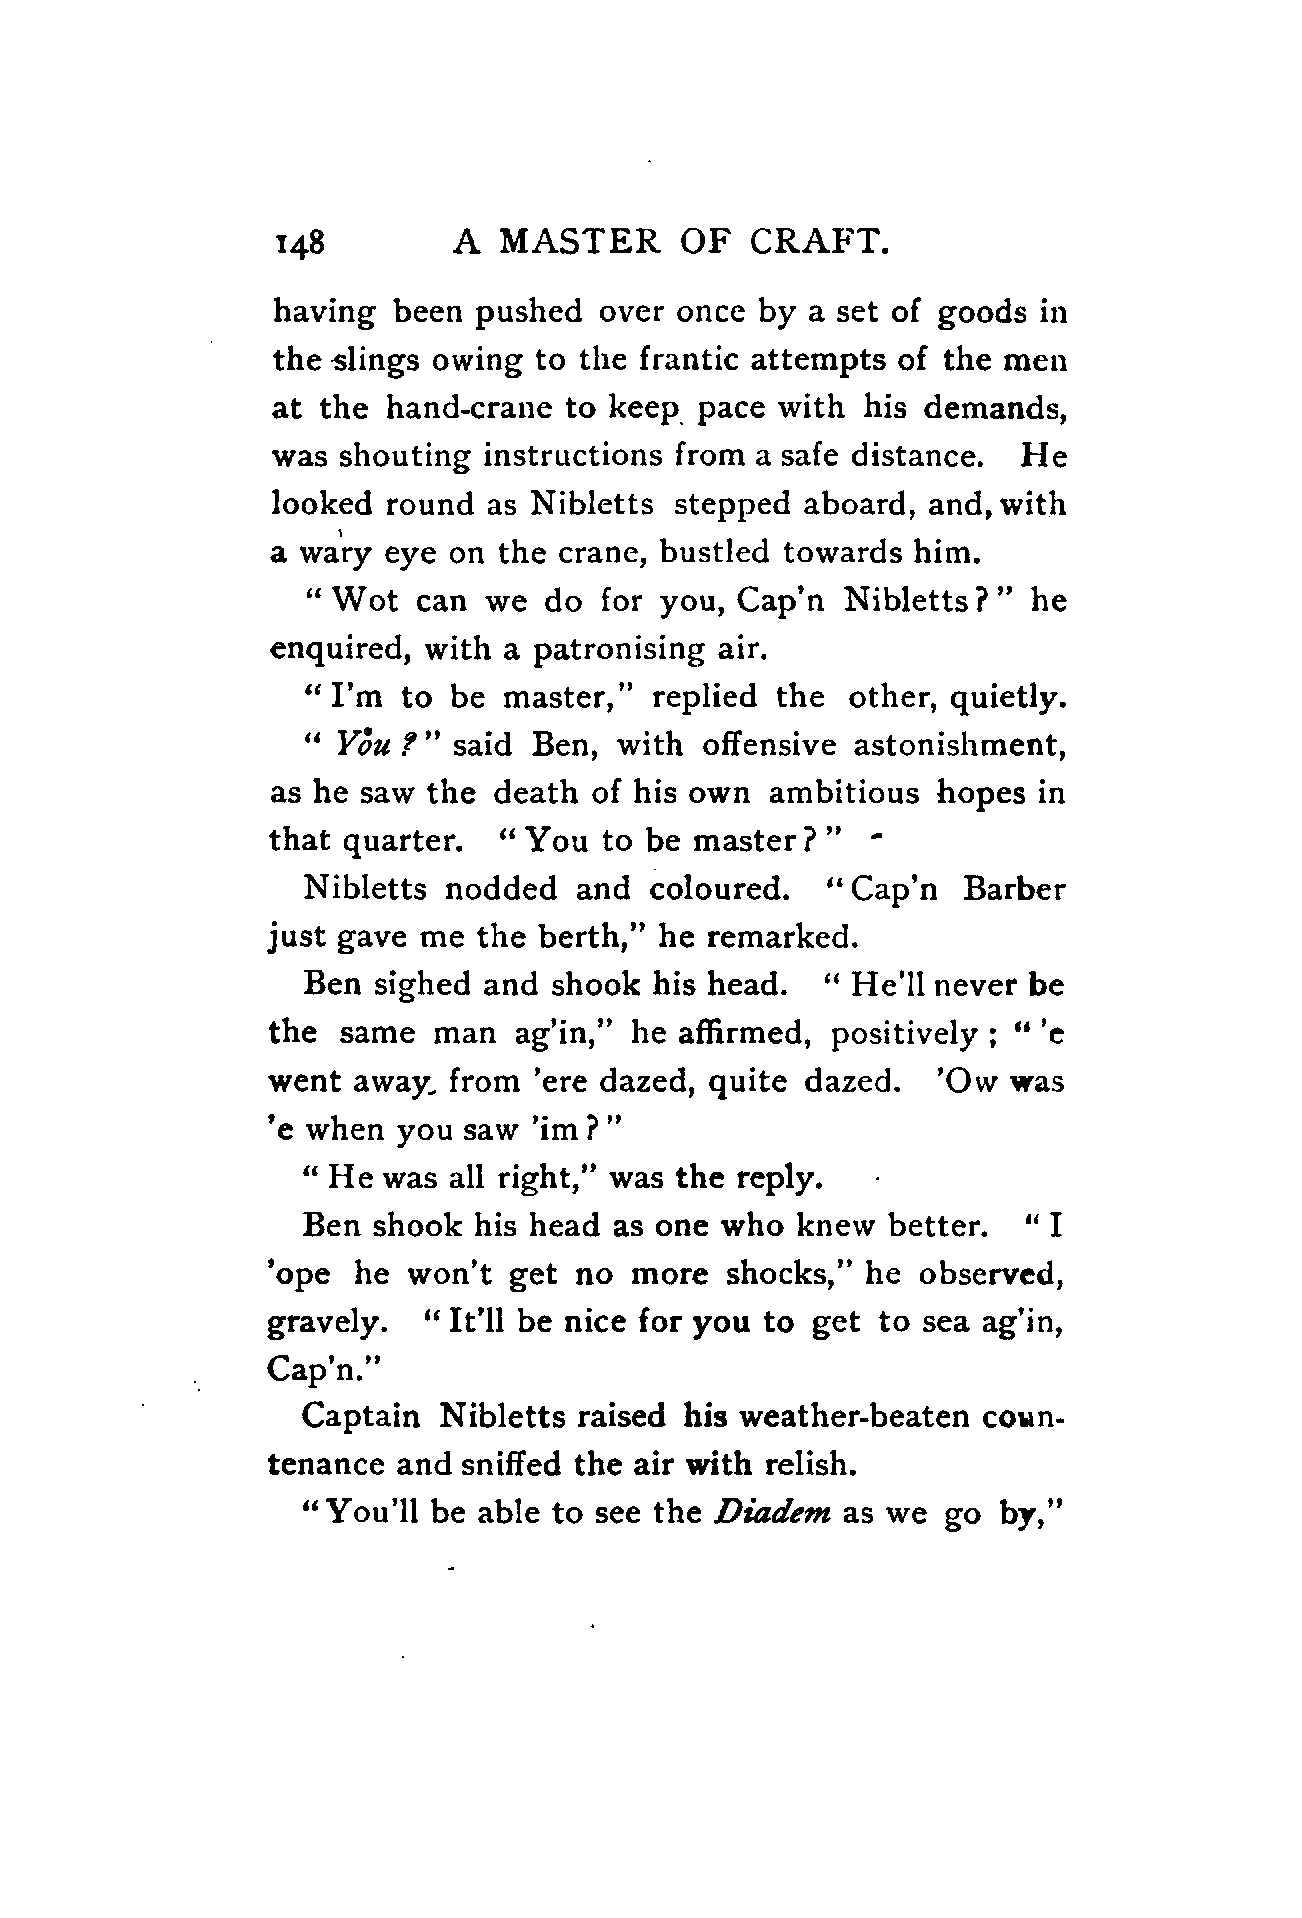 148 A MASTER OF CRAFT.
having been pushed over once by a set of goods in
the slings owing to the frantic attempts of the men
at the hand-crane to keep pace with his demands,
was shouting instructions from a safe distance. He
looked round as Nibletts stepped aboard, and, with
a wary eye on the crane, bustled towards him.
"Wot can we do for you, Cap'n Nibletts?" he
enquired, with a patronising air.
"I'm to be master," replied the other, quietly.
"You?" said Ben, with offensive astonishment,
as he saw the death of his own ambitious hopes in
that quarter. "You to be master?"
Nibletts nodded and coloured. "Cap'n Barber
just gave me the berth," he remarked.
Ben sighed and shook his head. "He'll never be
the same man ag'in," he affirmed, positively; "'e
went away from 'ere dazed, quite dazed. 'Ow was
'e when you saw 'im?"
"He was all right," was the reply.
Ben shook his head as one who knew better. "I
'ope he won't get no more shocks," he observed,
gravely. "It'll be nice for you to get to sea ag'in,
Cap'n."
Captain Nibletts raised his weather-beaten coun-
tenance and sniffed the air with relish.
"You'll be able to see the Diadem as we go by,"